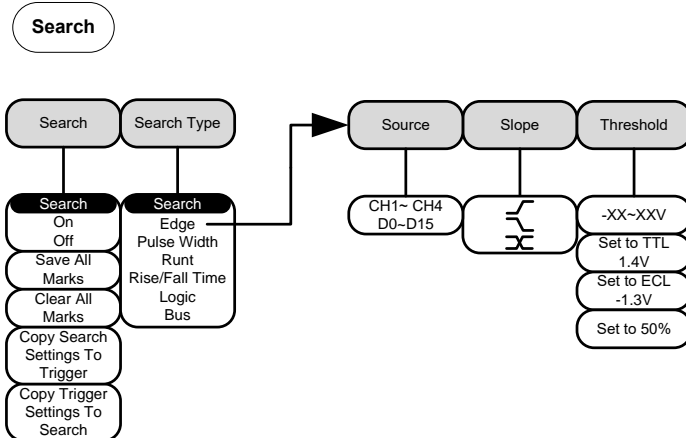 Search
Search
Search Type
Source
Slope
Threshold
Search
On
Off
Save All
Marks
Clear All
Marks
Copy Search
Settings To
Trigger
Copy Trigger
Settings To
Search
Search
Edge
Pulse Width
Runt
Rise/Fall Time
Logic
Bus
CH1~ CH4
D0~D15
-XX~XXV
Set to TTL
1.4V
Set to ECL
-1.3V
Set to 50%